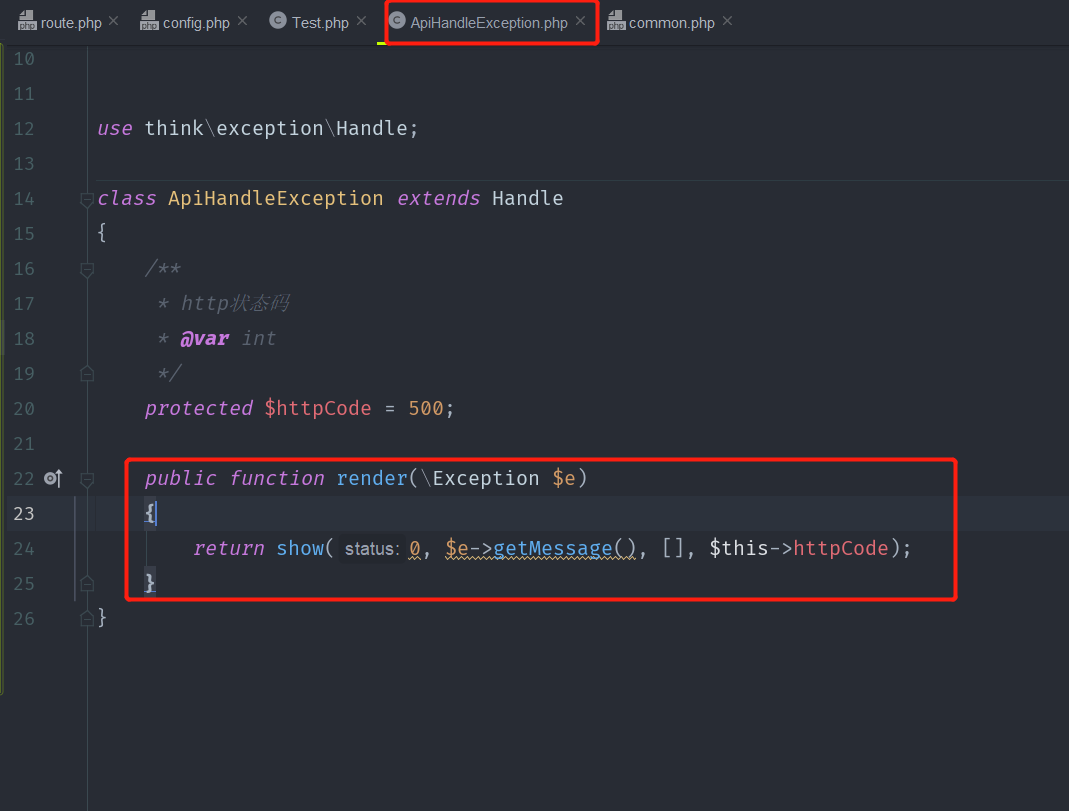 route.php × config.php × Test.php × ApiHandleException.php × common.php ×
10
11
12 use think\exception\Handle;
13
14 class ApiHandleException extends Handle
15 {
16 /**
17 * http状态码
18 * @var int
19 */
20 protected $httpCode = 500;
21
22 public function render(\Exception $e)
23 {
24 return show( status: 0, $e->getMessage(), [], $this->httpCode);
25 }
26 }